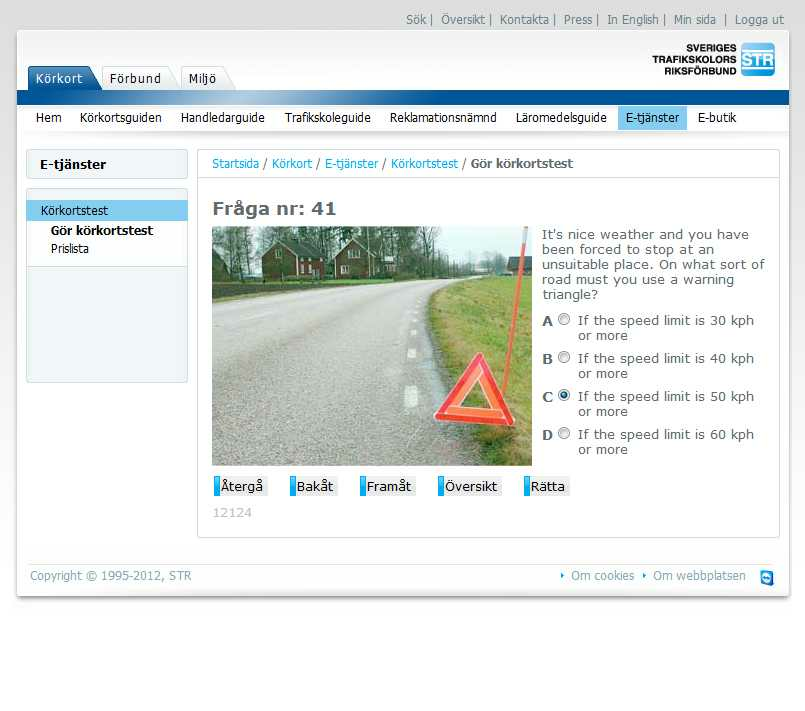 Sök | Översikt | Kontakta | Press | In English | Min sida | Logga ut
SVERIGES
TRAFIKSKOLORS
RIKSFÖRBUND
STR
Körkort Förbund Miljö
Hem Körkortsguiden Handledarguide Trafikskoleguide Reklamationsnämnd Läromedelsguide E-tjänster E-butik
E-tjänster
Startsida / Körkort / E-tjänster / Körkortstest / Gör körkortstest
Körkortstest
Gör körkortstest
Prislista
Fråga nr: 41
It's nice weather and you have
been forced to stop at an
unsuitable place. On what sort of
road must you use a warning
triangle?
A If the speed limit is 30 kph
or more
B If the speed limit is 40 kph
or more
C If the speed limit is 50 kph
or more
D If the speed limit is 60 kph
or more
Återgå Bakåt Framåt Översikt Rätta
12124
Copyright © 1995-2012, STR
Om cookies Om webbplatsen